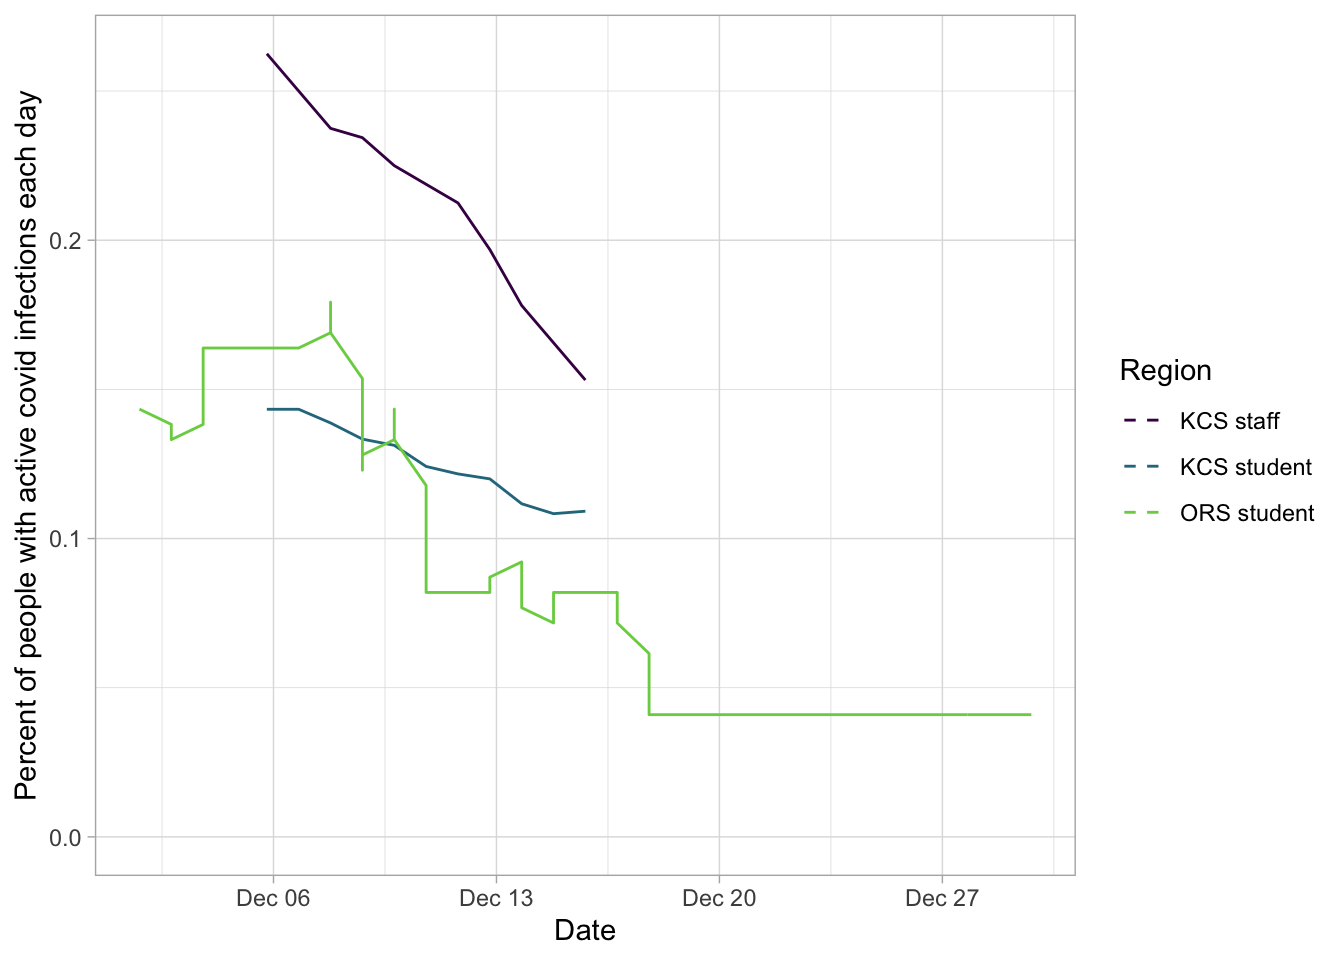 Percent of people with active covid infections each day
0.2
0.1
0.0
Dec 06
Dec 13
Dec 20
Dec 27
Date
Region
KCS staff
KCS student
ORS student